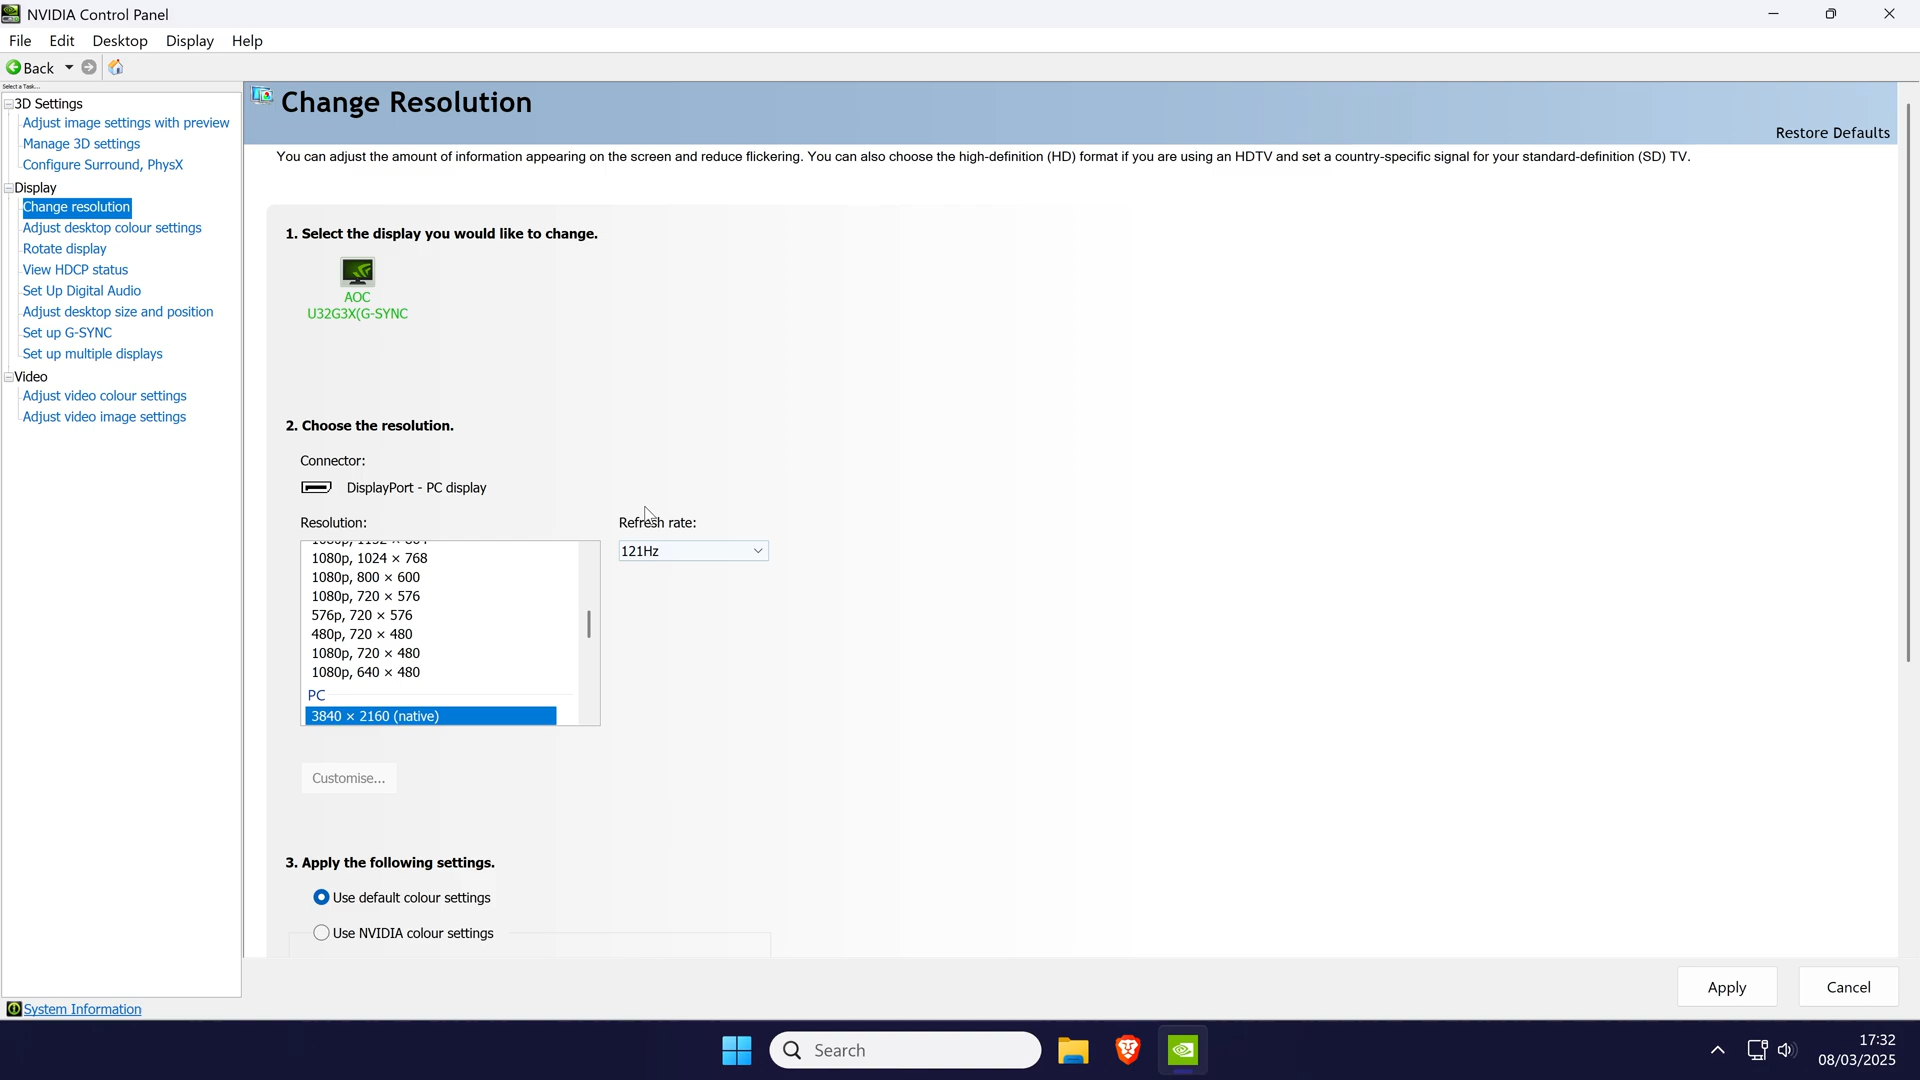 NVIDIA Control Panel
File Edit Desktop Display Help
Back
Select a Task...
3D Settings
Adjust image settings with preview
Manage 3D settings
Configure Surround, PhysX
Display
Change resolution
Adjust desktop colour settings
Rotate display
View HDCP status
Set Up Digital Audio
Adjust desktop size and position
Set up G-SYNC
Set up multiple displays
Video
Adjust video colour settings
Adjust video image settings
System Information
Change Resolution
Restore Defaults
You can adjust the amount of information appearing on the screen and reduce flickering. You can also choose the high-definition (HD) format if you are using an HDTV and set a country-specific signal for your standard-definition (SD) TV.
1. Select the display you would like to change.
AOC
U32G3X(G-SYNC
2. Choose the resolution.
Connector:
DisplayPort - PC display
Resolution:
Refresh rate:
121Hz
1080p, 1024 × 768
1080p, 800 × 600
1080p, 720 × 576
576p, 720 × 576
480p, 720 × 480
1080p, 720 × 480
1080p, 640 × 480
PC
3840 × 2160 (native)
Customise...
3. Apply the following settings.
Use default colour settings
Use NVIDIA colour settings
Apply
Cancel
Search
17:32
08/03/2025